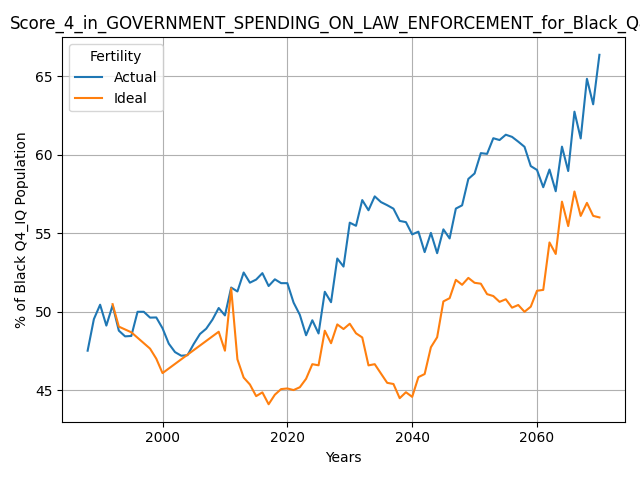 Score_4_in_GOVERNMENT_SPENDING_ON_LAW_ENFORCEMENT_for_Black_Q
Fertility
Actual
Ideal
% of Black Q4_IQ Population
65
60
55
50
45
2000
2020
2040
2060
Years